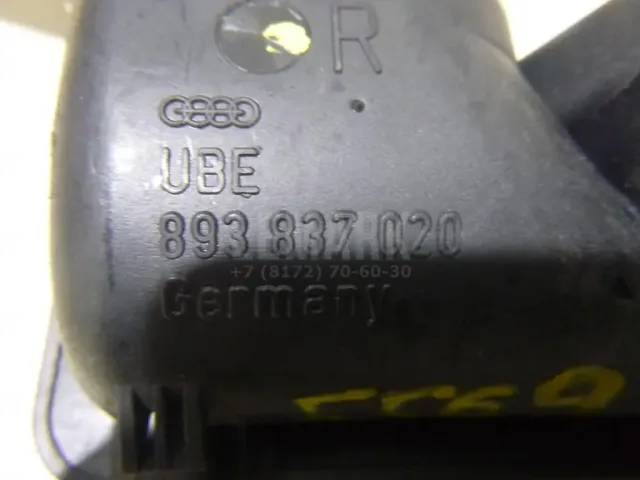 R
UBE
893 837 020
+7 (8172) 70-60-30
Germany